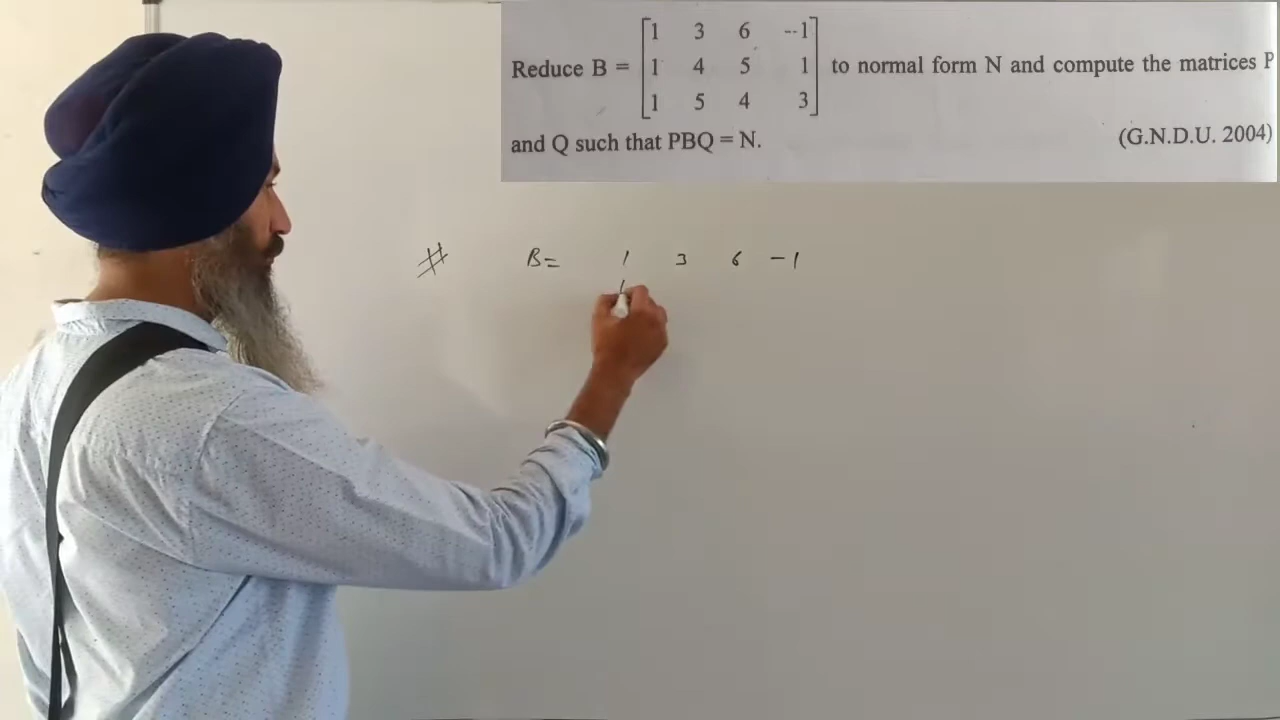 1 3 6 -1
Reduce B = 1 4 5 1 to normal form N and compute the matrices P
1 5 4 3
and Q such that PBQ = N. (G.N.D.U. 2004)
# B = 1 3 6 -1
1